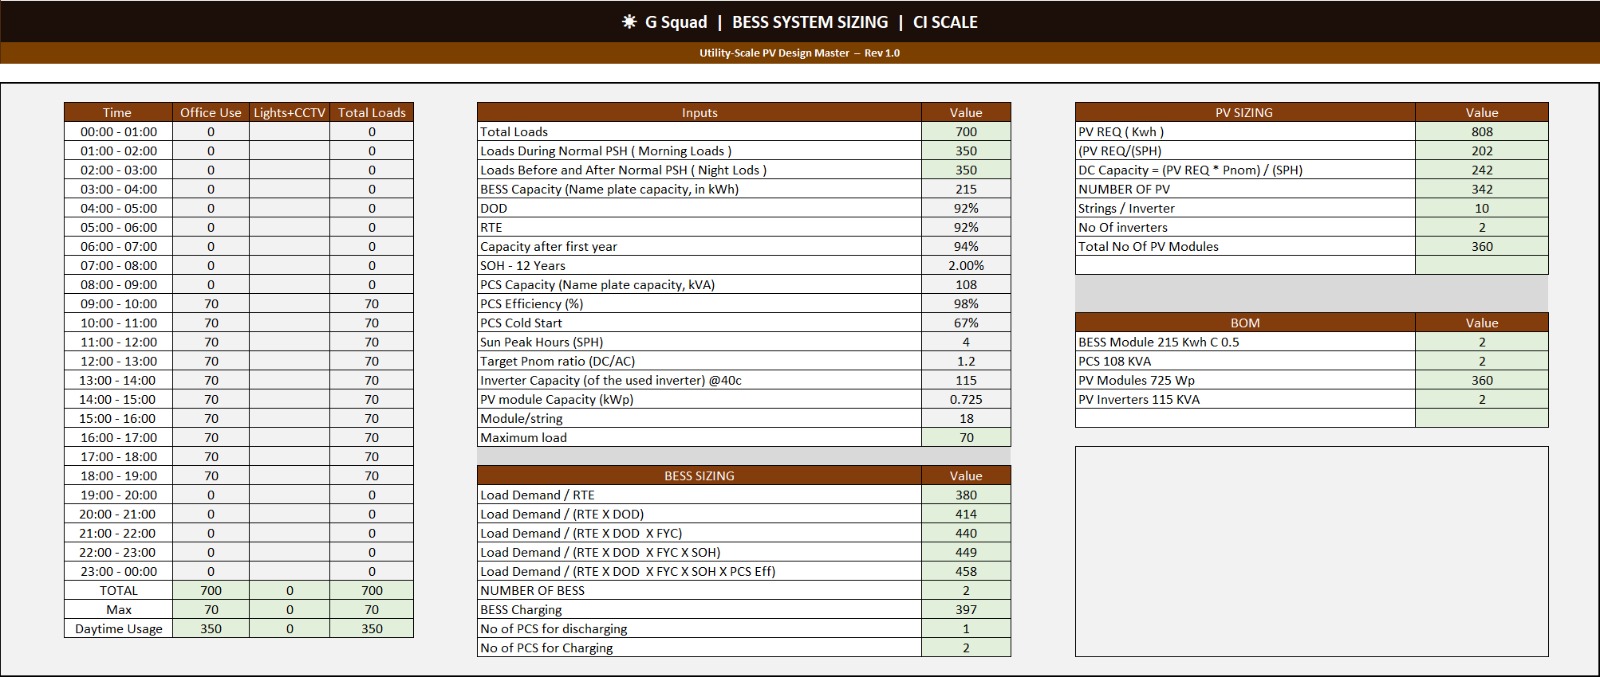 ☀ G Squad | BESS SYSTEM SIZING | CI SCALE
Utility-Scale PV Design Master – Rev 1.0
Time Office Use Lights+CCTV Total Loads
00:00 - 01:00 0 0
01:00 - 02:00 0 0
02:00 - 03:00 0 0
03:00 - 04:00 0 0
04:00 - 05:00 0 0
05:00 - 06:00 0 0
06:00 - 07:00 0 0
07:00 - 08:00 0 0
08:00 - 09:00 0 0
09:00 - 10:00 70 70
10:00 - 11:00 70 70
11:00 - 12:00 70 70
12:00 - 13:00 70 70
13:00 - 14:00 70 70
14:00 - 15:00 70 70
15:00 - 16:00 70 70
16:00 - 17:00 70 70
17:00 - 18:00 70 70
18:00 - 19:00 70 70
19:00 - 20:00 0 0
20:00 - 21:00 0 0
21:00 - 22:00 0 0
22:00 - 23:00 0 0
23:00 - 00:00 0 0
TOTAL 700 0 700
Max 70 0 70
Daytime Usage 350 0 350
Inputs Value
Total Loads 700
Loads During Normal PSH ( Morning Loads ) 350
Loads Before and After Normal PSH ( Night Lods ) 350
BESS Capacity (Name plate capacity, in kWh) 215
DOD 92%
RTE 92%
Capacity after first year 94%
SOH - 12 Years 2.00%
PCS Capacity (Name plate capacity, kVA) 108
PCS Efficiency (%) 98%
PCS Cold Start 67%
Sun Peak Hours (SPH) 4
Target Pnom ratio (DC/AC) 1.2
Inverter Capacity (of the used inverter) @40c 115
PV module Capacity (kWp) 0.725
Module/string 18
Maximum load 70
BESS SIZING Value
Load Demand / RTE 380
Load Demand / (RTE X DOD) 414
Load Demand / (RTE X DOD X FYC) 440
Load Demand / (RTE X DOD X FYC X SOH) 449
Load Demand / (RTE X DOD X FYC X SOH X PCS Eff) 458
NUMBER OF BESS 2
BESS Charging 397
No of PCS for discharging 1
No of PCS for Charging 2
PV SIZING Value
PV REQ ( Kwh ) 808
(PV REQ/(SPH) 202
DC Capacity = (PV REQ * Pnom) / (SPH) 242
NUMBER OF PV 342
Strings / Inverter 10
No Of inverters 2
Total No Of PV Modules 360
BOM Value
BESS Module 215 Kwh C 0.5 2
PCS 108 KVA 2
PV Modules 725 Wp 360
PV Inverters 115 KVA 2